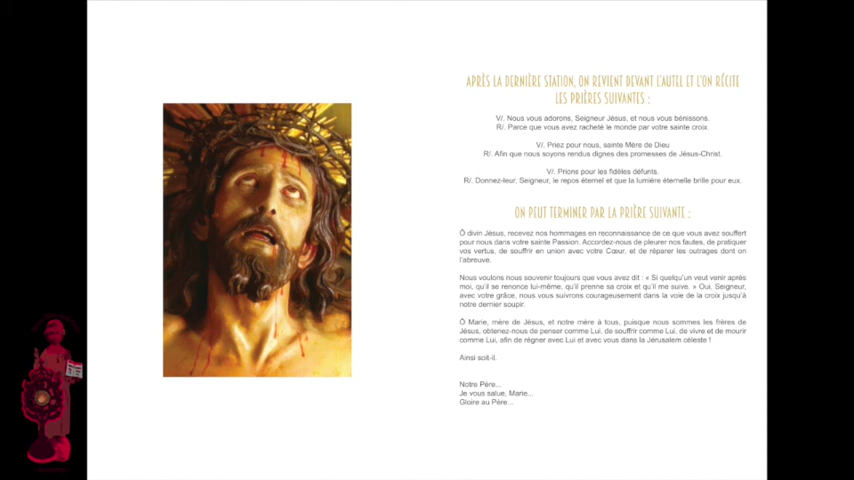 APRÈS LA DERNIÈRE STATION, ON REVIENT DEVANT L'AUTEL ET L'ON RÉCITE
LES PRIÈRES SUIVANTES :
V/. Nous vous adorons, Seigneur Jésus, et nous vous bénissons.
R/. Parce que vous avez racheté le monde par votre sainte croix
V/. Priez pour nous, sainte Mère de Dieu
R/. Afin que nous soyons rendus dignes des promesses de Jésus-Christ.
V/. Prions pour les fidèles défunts.
R/. Donnez-leur, Seigneur, le repos éternel et que la lumière éternelle brille pour eux.
ON PEUT TERMINER PAR LA PRIÈRE SUIVANTE :
Ô divin Jésus, recevez nos hommages en reconnaissance de ce que vous avez souffert
pour nous dans votre sainte Passion. Accordez-nous de pleurer nos fautes, de pratiquer
vos vertus, de souffrir en union avec votre Cœur, et de réparer les outrages dont on
l'abreuve.
Nous voulons nous souvenir toujours que vous avez dit : « Si quelqu'un veut venir après
moi, qu'il se renonce lui-même, qu'il prenne sa croix et qu'il me suive. » Oui, Seigneur,
avec votre grâce, nous vous suivrons courageusement dans la voie de la croix jusqu'à
notre dernier soupir.
Ô Marie, mère de Jésus, et notre mère à tous, puisque nous sommes les frères de
Jésus, obtenez-nous de penser comme Lui, de souffrir comme Lui, de vivre et de mourir
comme Lui, afin de régner avec Lui et avec vous dans la Jérusalem céleste !
Ainsi soit-il.
Notre Père...
Je vous salue, Marie...
Gloire au Père...